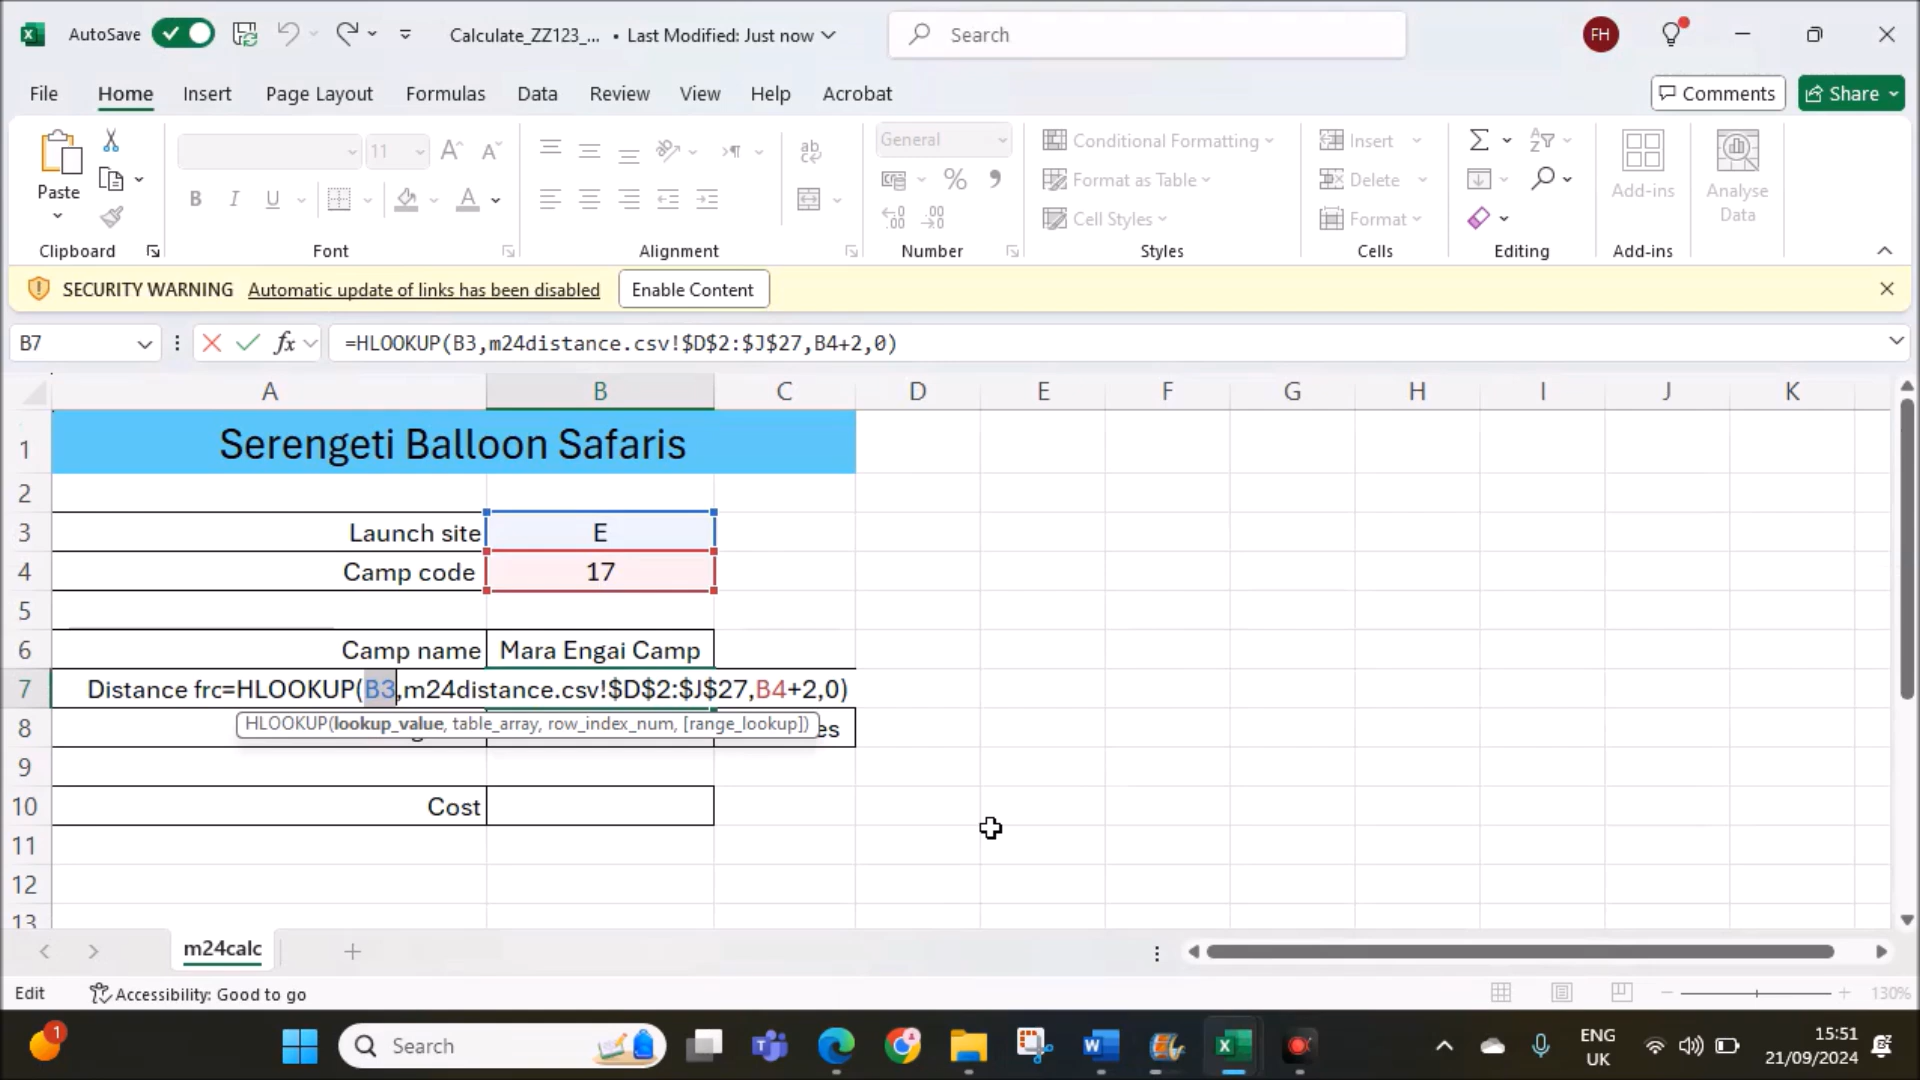 AutoSave
Calculate_ZZ123_... • Last Modified: Just now
Search
FH
File Home Insert Page Layout Formulas Data Review View Help Acrobat
Comments
Share
Paste
11
General
Conditional Formatting
Format as Table
Cell Styles
Insert
Delete
Format
Add-ins
Analyse Data
Clipboard
Font
Alignment
Number
Styles
Cells
Editing
Add-ins
SECURITY WARNING Automatic update of links has been disabled Enable Content
B7
fx
=HLOOKUP(B3,m24distance.csv!$D$2:$J$27,B4+2,0)
A B C D E F G H I J K
1 Serengeti Balloon Safaris
2
3 Launch site E
4 Camp code 17
5
6 Camp name Mara Engai Camp
7 Distance frc=HLOOKUP(B3,m24distance.csv!$D$2:$J$27,B4+2,0)
HLOOKUP(lookup_value, table_array, row_index_num, [range_lookup])
8 es
9
10 Cost
11
12
13
m24calc
Edit
Accessibility: Good to go
130%
1
Search
ENG
UK
15:51
21/09/2024